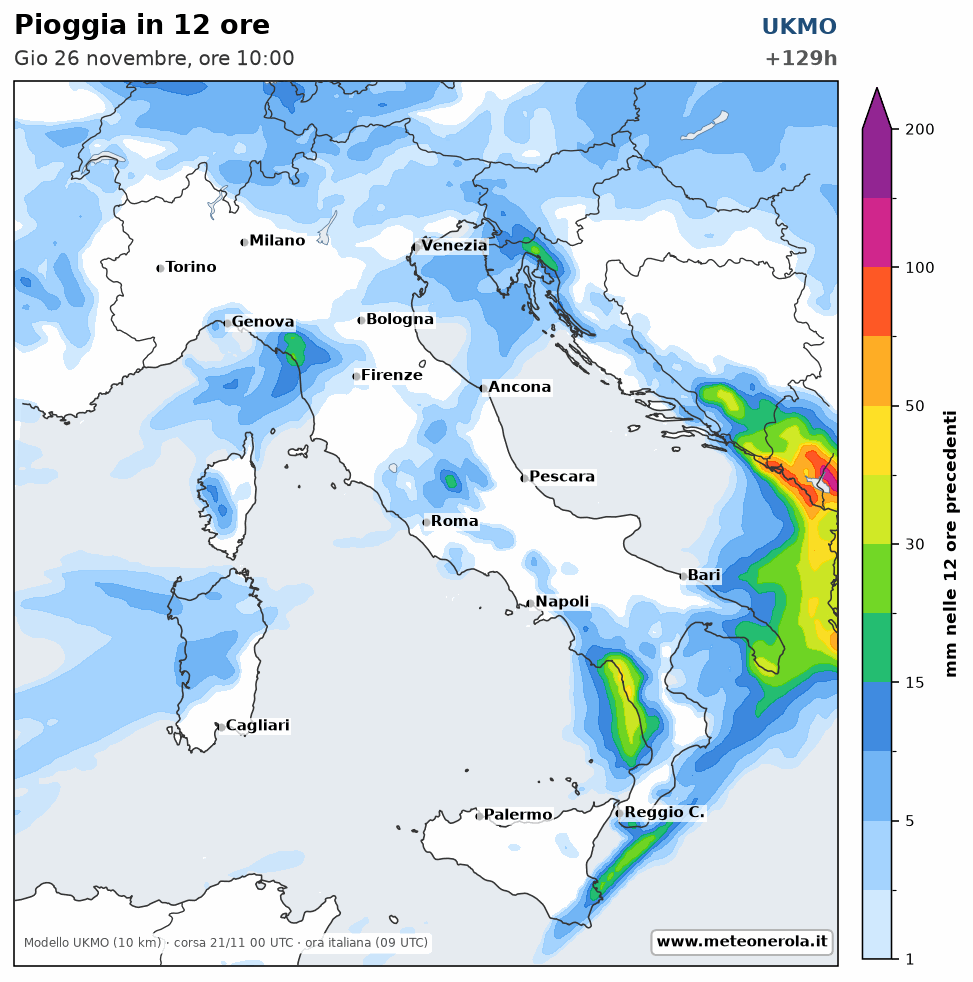 Pioggia in 12 ore
UKMO
Gio 26 novembre, ore 10:00
+129h
200
100
50
30
15
5
1
mm nelle 12 ore precedenti
Milano
Torino
Venezia
Genova
Bologna
Firenze
Ancona
Pescara
Roma
Bari
Napoli
Cagliari
Palermo
Reggio C.
Modello UKMO (10 km) · corsa 21/11 00 UTC · ora italiana (09 UTC)
www.meteonerola.it